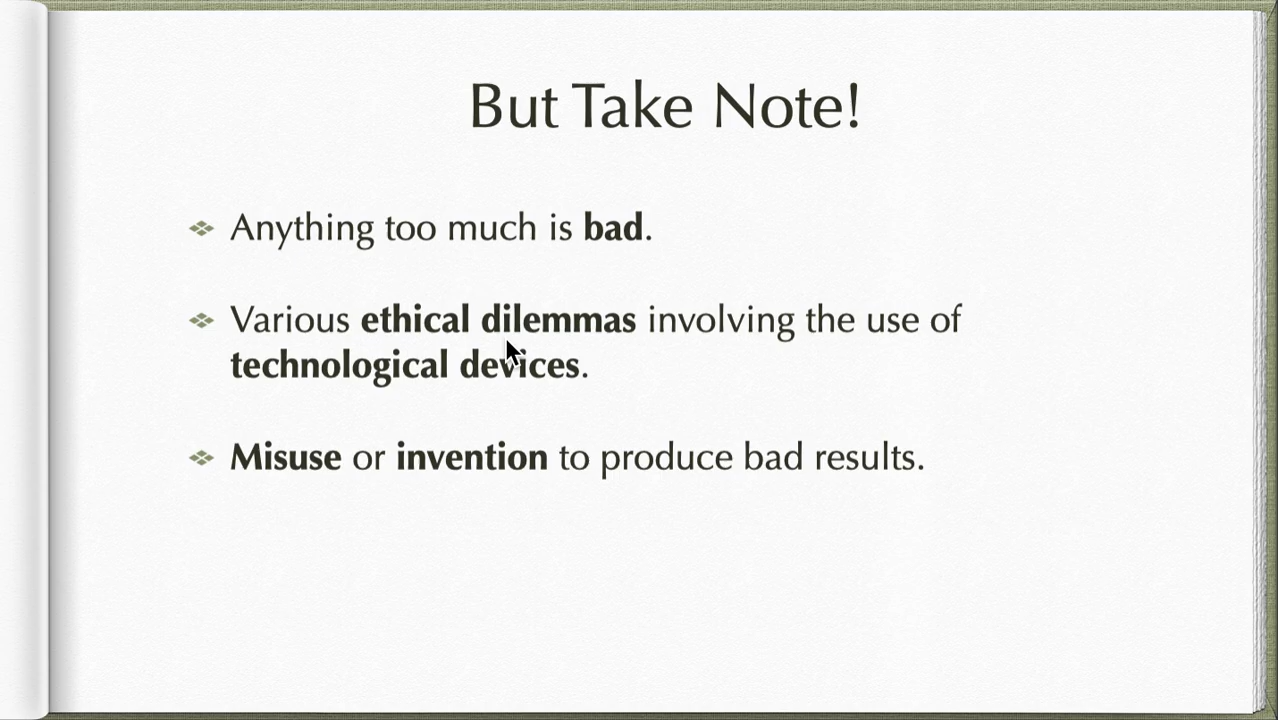 But Take Note!
Anything too much is bad.
Various ethical dilemmas involving the use of
technological devices.
Misuse or invention to produce bad results.